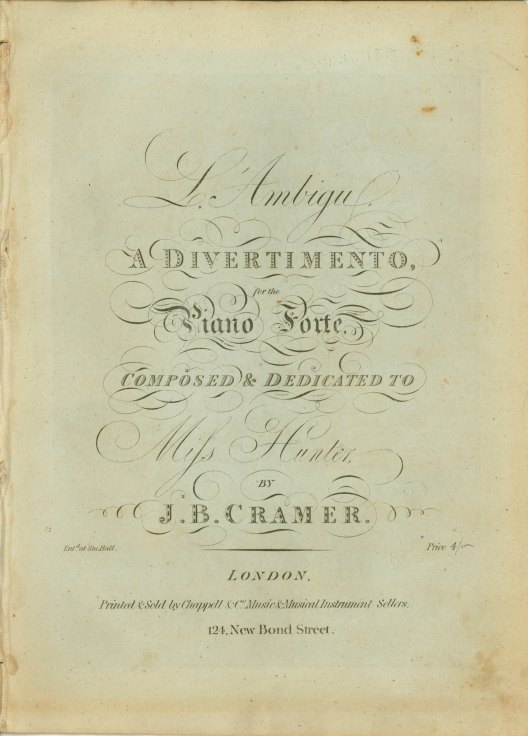 L'Ambigu,
A DIVERTIMENTO,
for the
Piano Forte,
COMPOSED & DEDICATED TO
Miſs Hunter,
BY
J. B. CRAMER.
Ent.d at Sta. Hall. Price 4/-
LONDON,
Printed & Sold by Chappell & Co. Music & Musical Instrument Sellers,
124, New Bond Street.